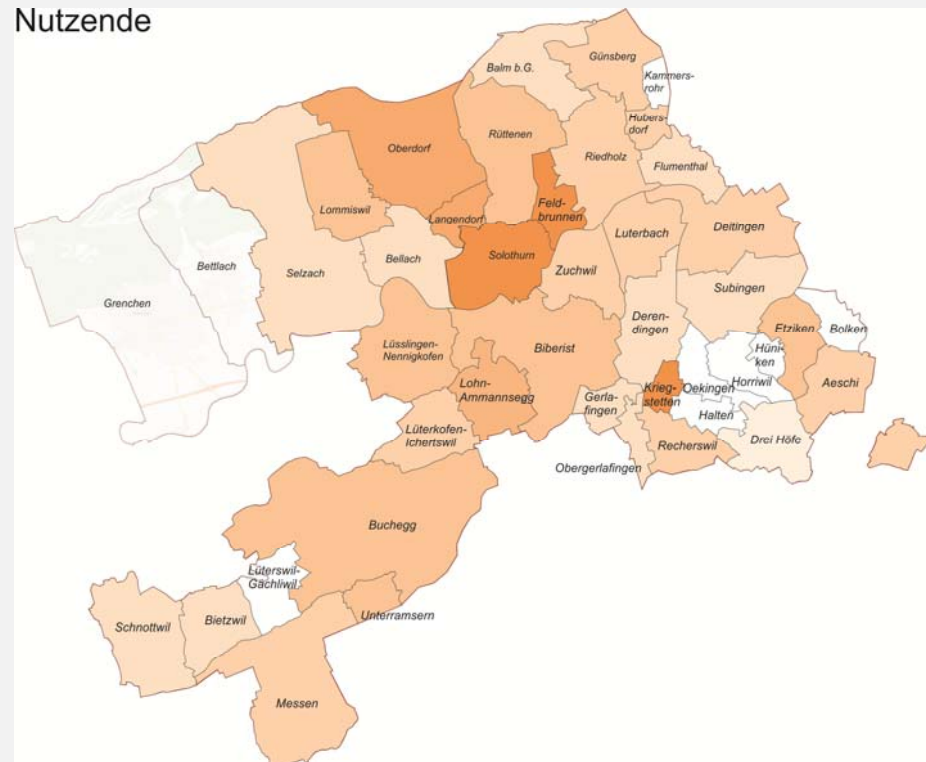 Nutzende
Balm b.G.
Günsberg
Kammers-
rohr
Hubers-
dorf
Oberdorf
Rüttenen
Riedholz
Flumenthal
Lommiswil
Langendorf
Feld-
brunnen
Luterbach
Deitingen
Bettlach
Selzach
Bellach
Solothurn
Zuchwil
Subingen
Grenchen
Deren-
dingen
Etziken
Bolken
Lüsslingen-
Nennigkofen
Biberist
Hüni-
ken
Lohn-
Ammannsegg
Gerla-
fingen
Krieg-
stetten
Oekingen
Horriwil
Aeschi
Halten
Lüterkofen-
Ichertswil
Recherswil
Drei Höfe
Obergerlafingen
Buchegg
Lüterswil-
Gächliwil
Unterramsern
Schnottwil
Bietzwil
Messen